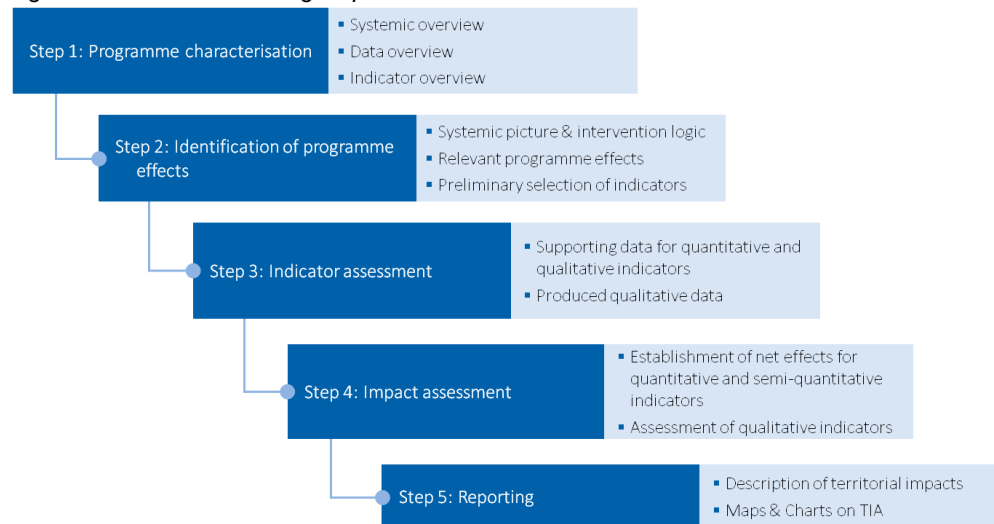 Step 1: Programme characterisation
▪ Systemic overview
▪ Data overview
▪ Indicator overview
Step 2: Identification of programme
effects
▪ Systemic picture & intervention logic
▪ Relevant programme effects
▪ Preliminary selection of indicators
Step 3: Indicator assessment
▪ Supporting data for quantitative and
qualitative indicators
▪ Produced qualitative data
Step 4: Impact assessment
▪ Establishment of net effects for
quantitative and semi-quantitative
indicators
▪ Assessment of qualitative indicators
Step 5: Reporting
▪ Description of territorial impacts
▪ Maps & Charts on TIA